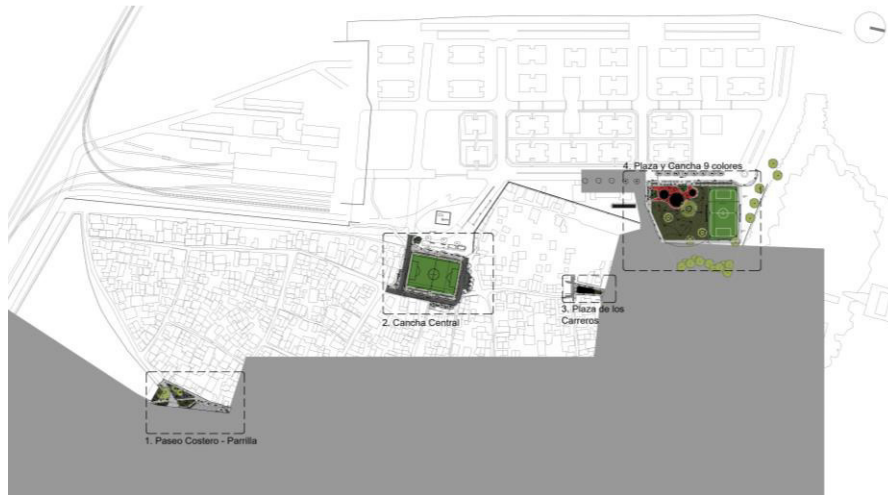 4. Plaza y Cancha 9 colores
2. Cancha Central
3. Plaza de los
Carreros
1. Paseo Costero - Parrilla